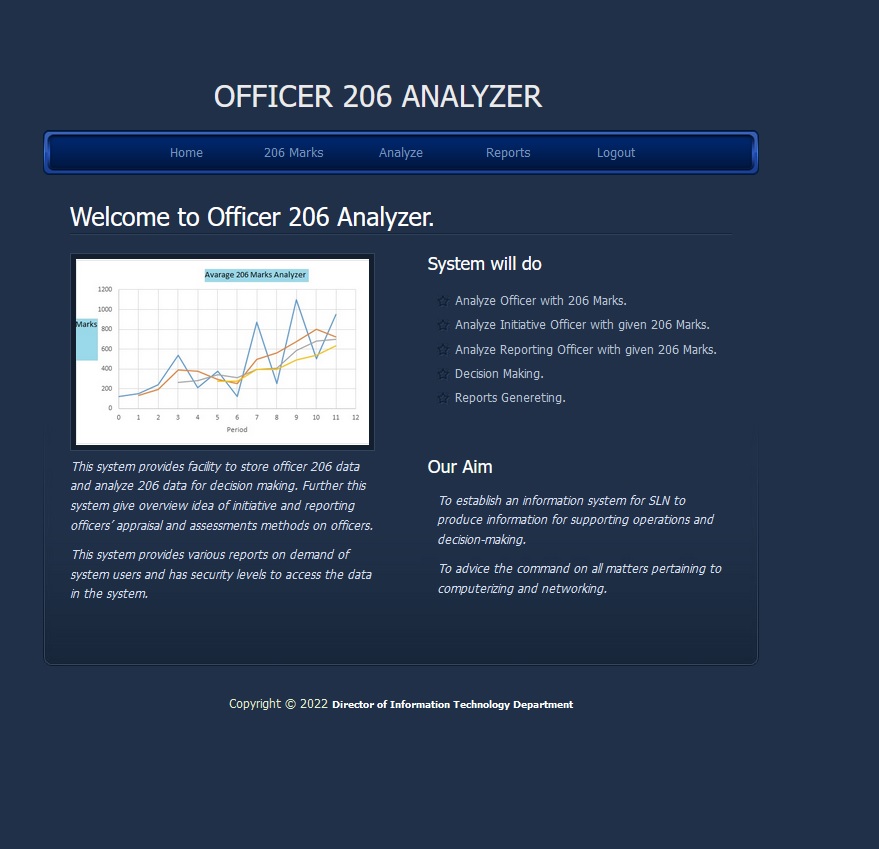 OFFICER 206 ANALYZER
Home 206 Marks Analyze Reports Logout
Welcome to Officer 206 Analyzer.
Avarage 206 Marks Analyzer
Marks
1200
1000
800
600
400
200
0
0 1 2 3 4 5 6 7 8 9 10 11 12
Period
This system provides facility to store officer 206 data
and analyze 206 data for decision making. Further this
system give overview idea of initiative and reporting
officers’ appraisal and assessments methods on officers.
This system provides various reports on demand of
system users and has security levels to access the data
in the system.
System will do
Analyze Officer with 206 Marks.
Analyze Initiative Officer with given 206 Marks.
Analyze Reporting Officer with given 206 Marks.
Decision Making.
Reports Genereting.
Our Aim
To establish an information system for SLN to
produce information for supporting operations and
decision-making.
To advice the command on all matters pertaining to
computerizing and networking.
Copyright © 2022 Director of Information Technology Department